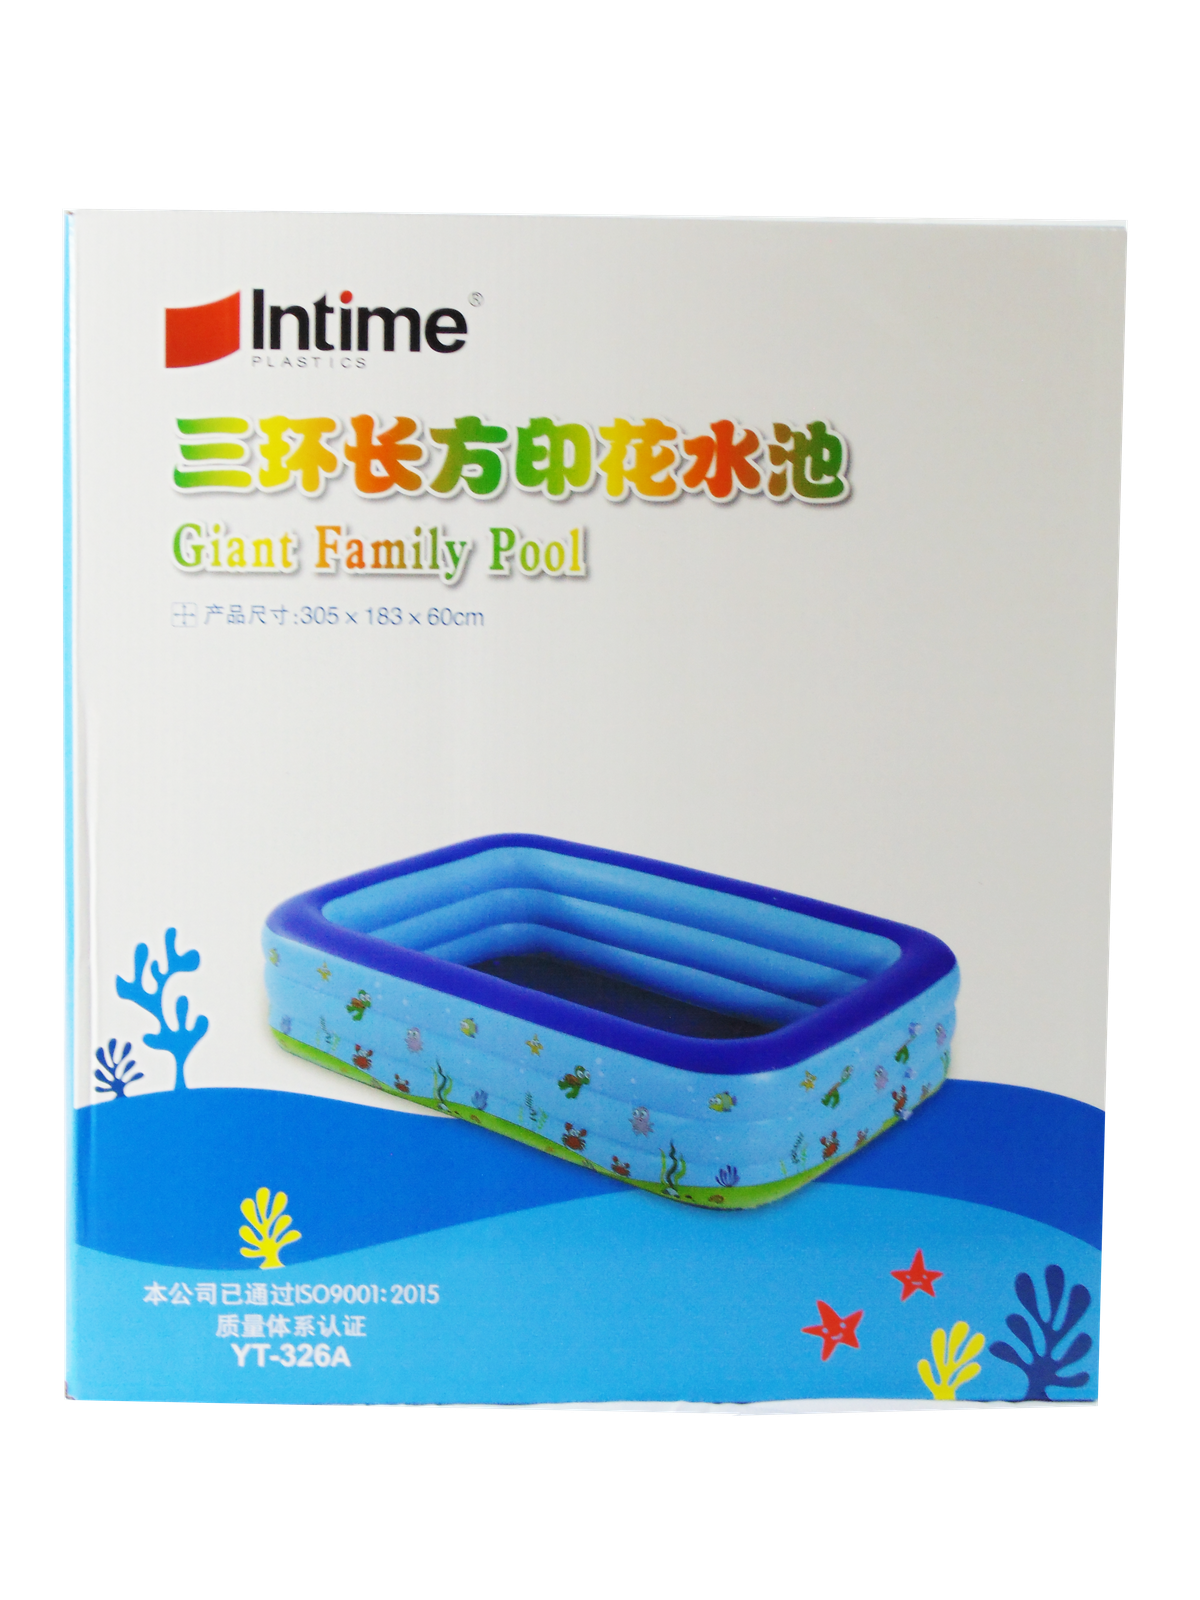 Intime®
PLASTICS
三环长方印花水池
Giant Family Pool
产品尺寸:305×183×60cm
本公司已通过ISO9001:2015
质量体系认证
YT-326A